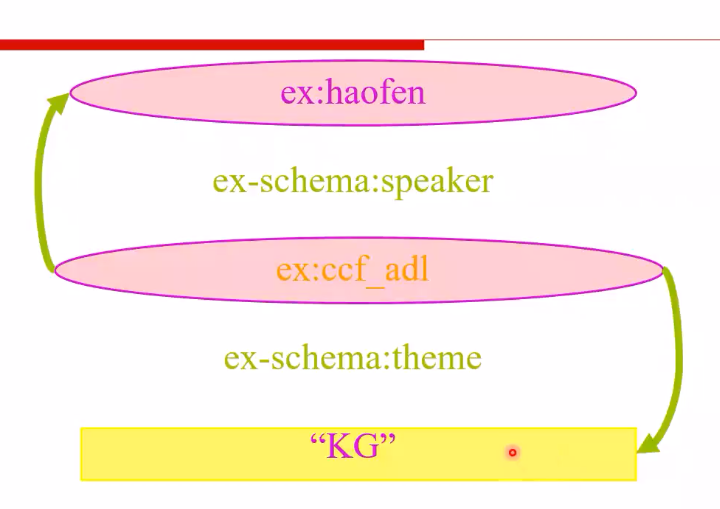 ex:haofen
ex-schema:speaker
ex:ccf_adl
ex-schema:theme
“KG”